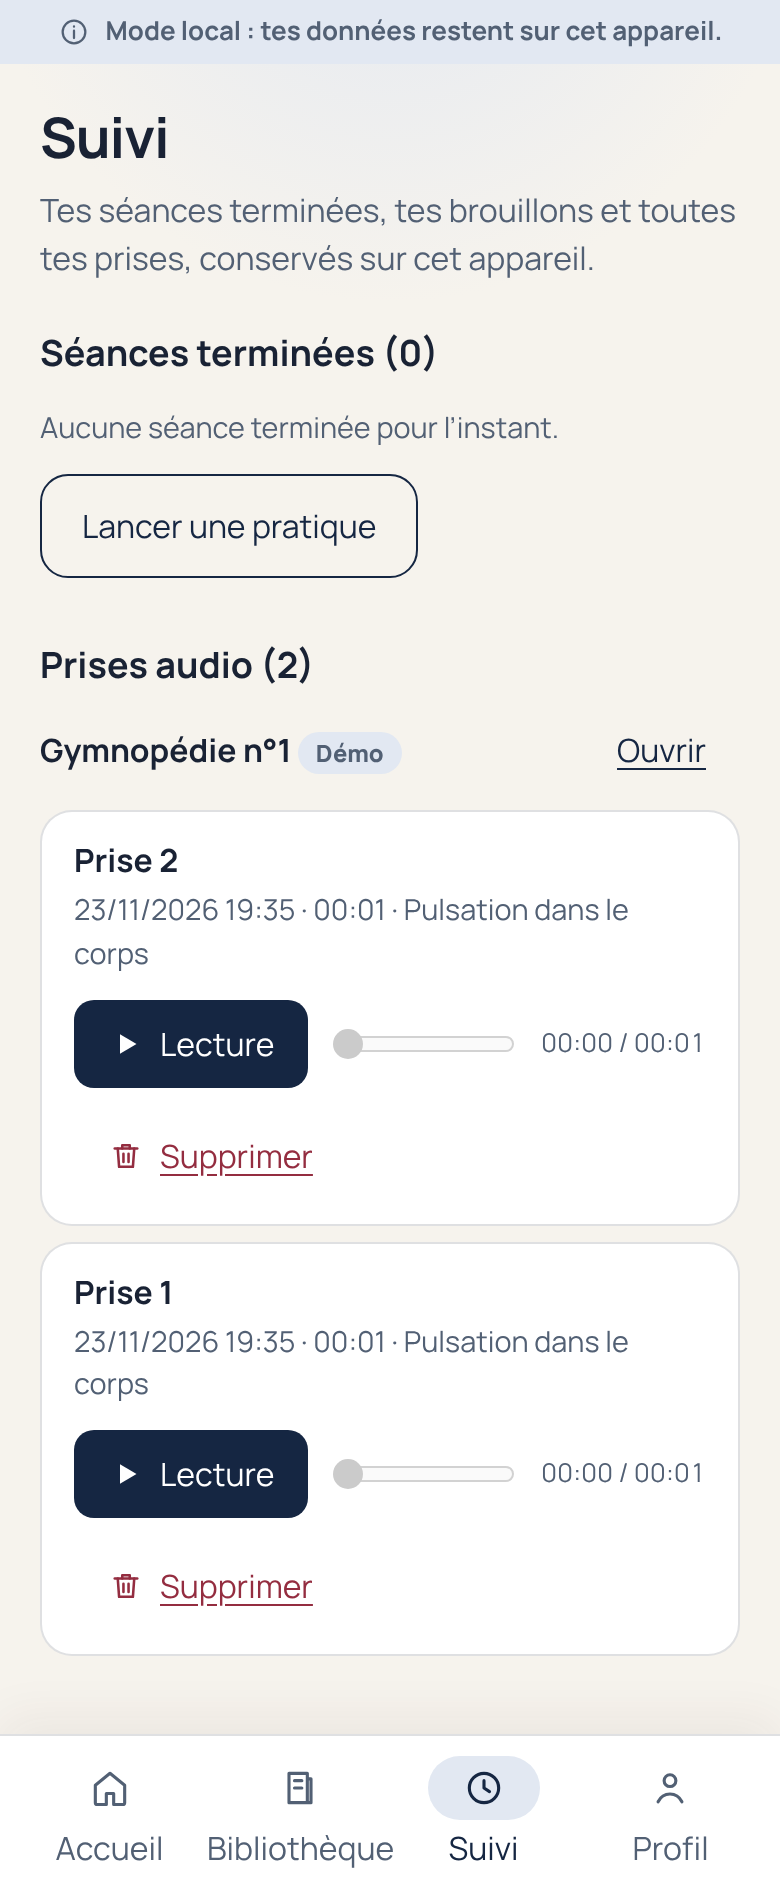 Mode local : tes données restent sur cet appareil.
Suivi
Tes séances terminées, tes brouillons et toutes
tes prises, conservés sur cet appareil.
Séances terminées (0)
Aucune séance terminée pour l’instant.
Lancer une pratique
Prises audio (2)
Gymnopédie n°1 Démo Ouvrir
Prise 2
23/11/2026 19:35 · 00:01 · Pulsation dans le
corps
Lecture 00:00 / 00:01
Supprimer
Prise 1
23/11/2026 19:35 · 00:01 · Pulsation dans le
corps
Lecture 00:00 / 00:01
Supprimer
Accueil Bibliothèque Suivi Profil